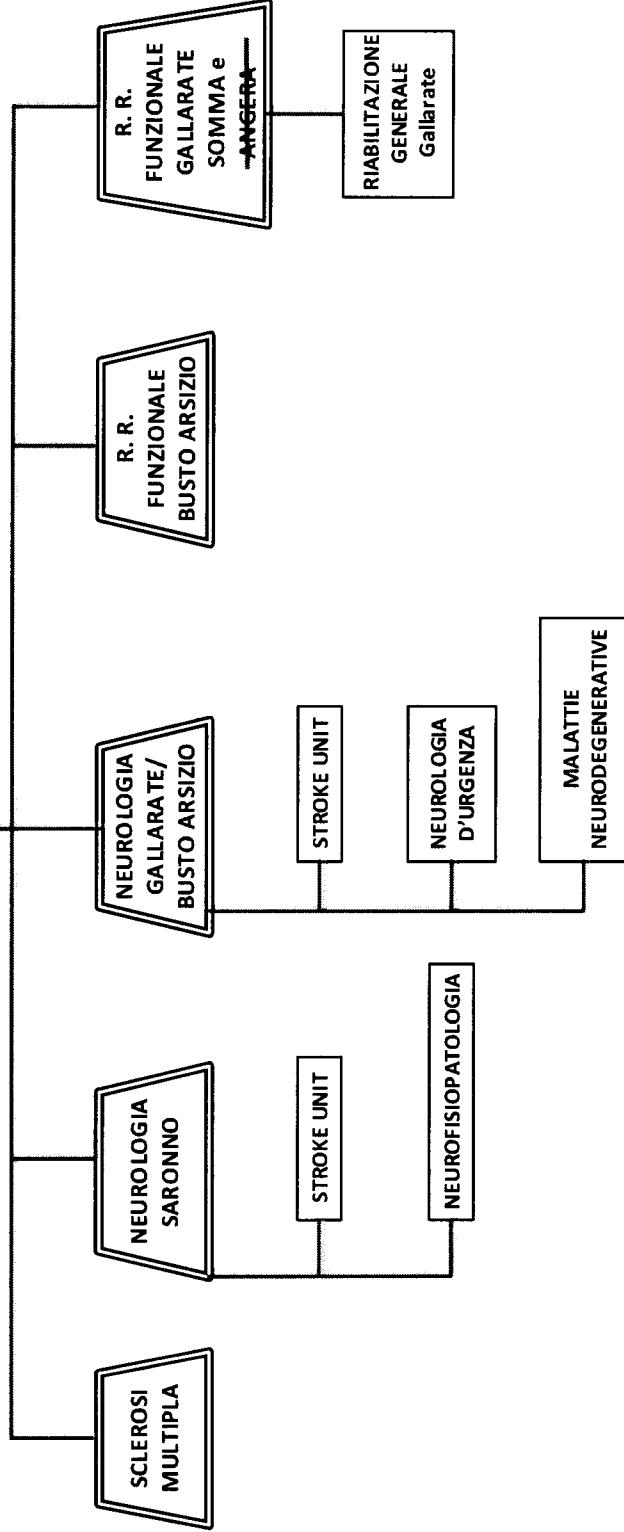 SCLEROSI
MULTIPLA
NEUROLOGIA
SARONNO
STROKE UNIT
NEUROFISIOPATOLOGIA
NEUROLOGIA
GALLARATE/
BUSTO ARSIZIO
STROKE UNIT
NEUROLOGIA
D'URGENZA
MALATTIE
NEURODEGENERATIVE
R. R.
FUNZIONALE
BUSTO ARSIZIO
R. R.
FUNZIONALE
GALLARATE
SOMMA e
ANGERA
RIABILITAZIONE
GENERALE
Gallarate